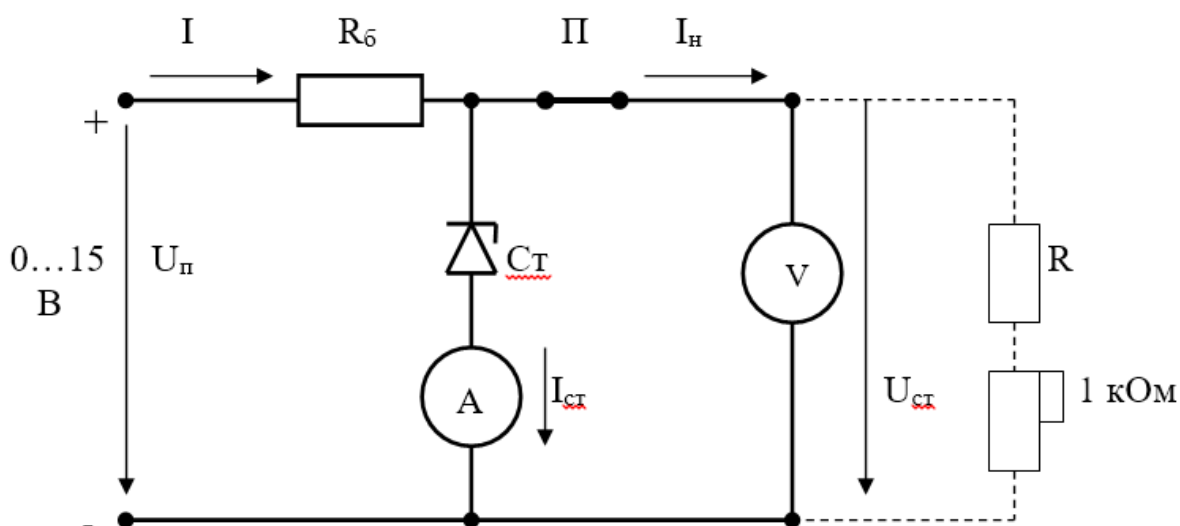 I
Rб
П
Iн
+
0…15
В
Uп
Ст
V
R
A
Iст
Uст
1 кОм
-